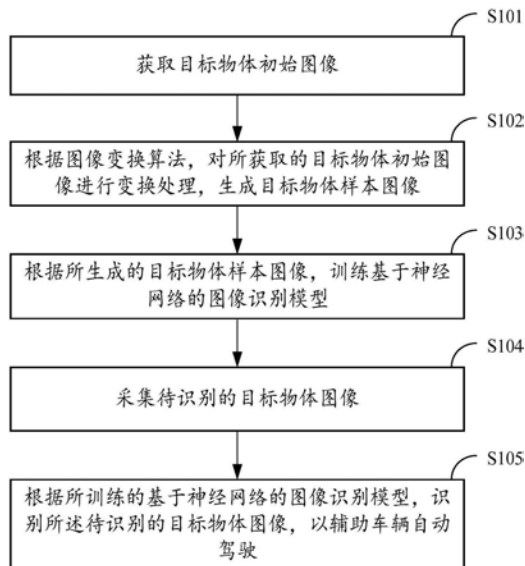 S101
获取目标物体初始图像
S102
根据图像变换算法，对所获取的目标物体初始图
像进行变换处理，生成目标物体样本图像
S103
根据所生成的目标物体样本图像，训练基于神经
网络的图像识别模型
S104
采集待识别的目标物体图像
S105
根据所训练的基于神经网络的图像识别模型，识
别所述待识别的目标物体图像，以辅助车辆自动
驾驶